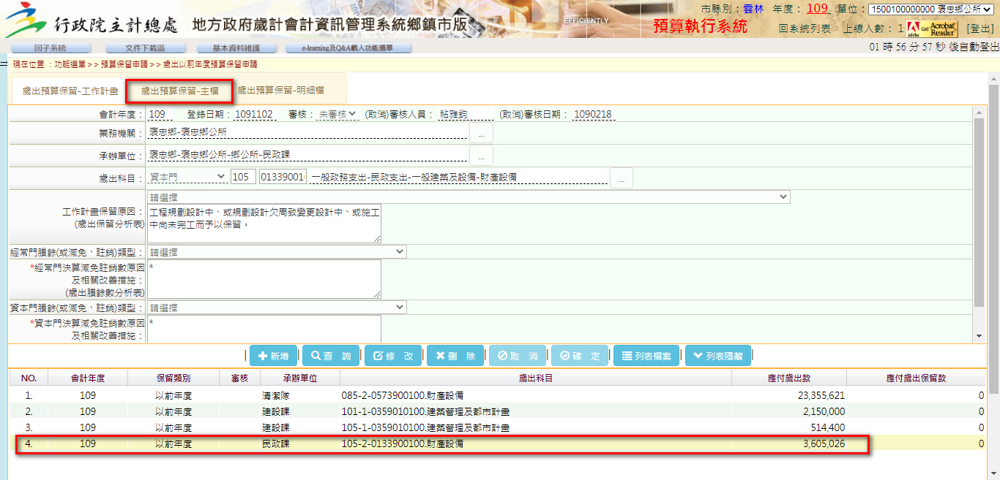 行政院主計總處 地方政府歲計會計資訊管理系統鄉鎮市版
EFFICIENTLY
市縣別：雲林 年度：109 單位：1500100000000 褒忠鄉公所
預算執行系統 回系統列表 上線人數：1 Get Acrobat Reader Adobe [登出]
回子系統 文件下載區 基本資料維護 e-learning及Q&A載入功能選單
01 時 56 分 57 秒 後自動登出
現在位置 ：功能選單>>預算保留申請>>歲出以前年度預算保留申請
歲出預算保留-工作計畫 歲出預算保留-主檔 歲出預算保留-明細檔
會計年度：109 登錄日期：1091102 審核：未審核 (取消)審核人員：粘雅鈞 (取消)審核日期：1090218
業務機關：褒忠鄉-褒忠鄉公所 ...
承辦單位：褒忠鄉-褒忠鄉公所-鄉公所-民政課 ...
歲出科目：資本門 105 01339001 一般政務支出-民政支出-一般建築及設備-財產設備 ...
請選擇
工作計畫保留原因：
(歲出保留分析表)
工程規劃設計中、或規劃設計欠周致變更設計中、或施工
中尚未完工而予以保留。
經常門賸餘(或減免、註銷)類型：請選擇
*經常門決算減免註銷數原因
及相關改善措施：
(歲出賸餘數分析表)
*
資本門賸餘(或減免、註銷)類型：請選擇
*資本門決算減免註銷數原因
及相關改善措施：
*
| 新增 | 查 詢 | 修 改 | 刪 除 | 取 消 | 確 定 | 列表檔案 | 列表隱藏 |
NO. 會計年度 保留類別 審核 承辦單位 歲出科目 應付歲出款 應付歲出保留款
1. 109 以前年度 清潔隊 085-2-0573900100.財產設備 23,355,621 0
2. 109 以前年度 建設課 101-1-0359010100.建築管理及都市計畫 2,150,000 0
3. 109 以前年度 建設課 105-1-0359010100.建築管理及都市計畫 514,400 0
4. 109 以前年度 民政課 105-2-0133900100.財產設備 3,605,026 0